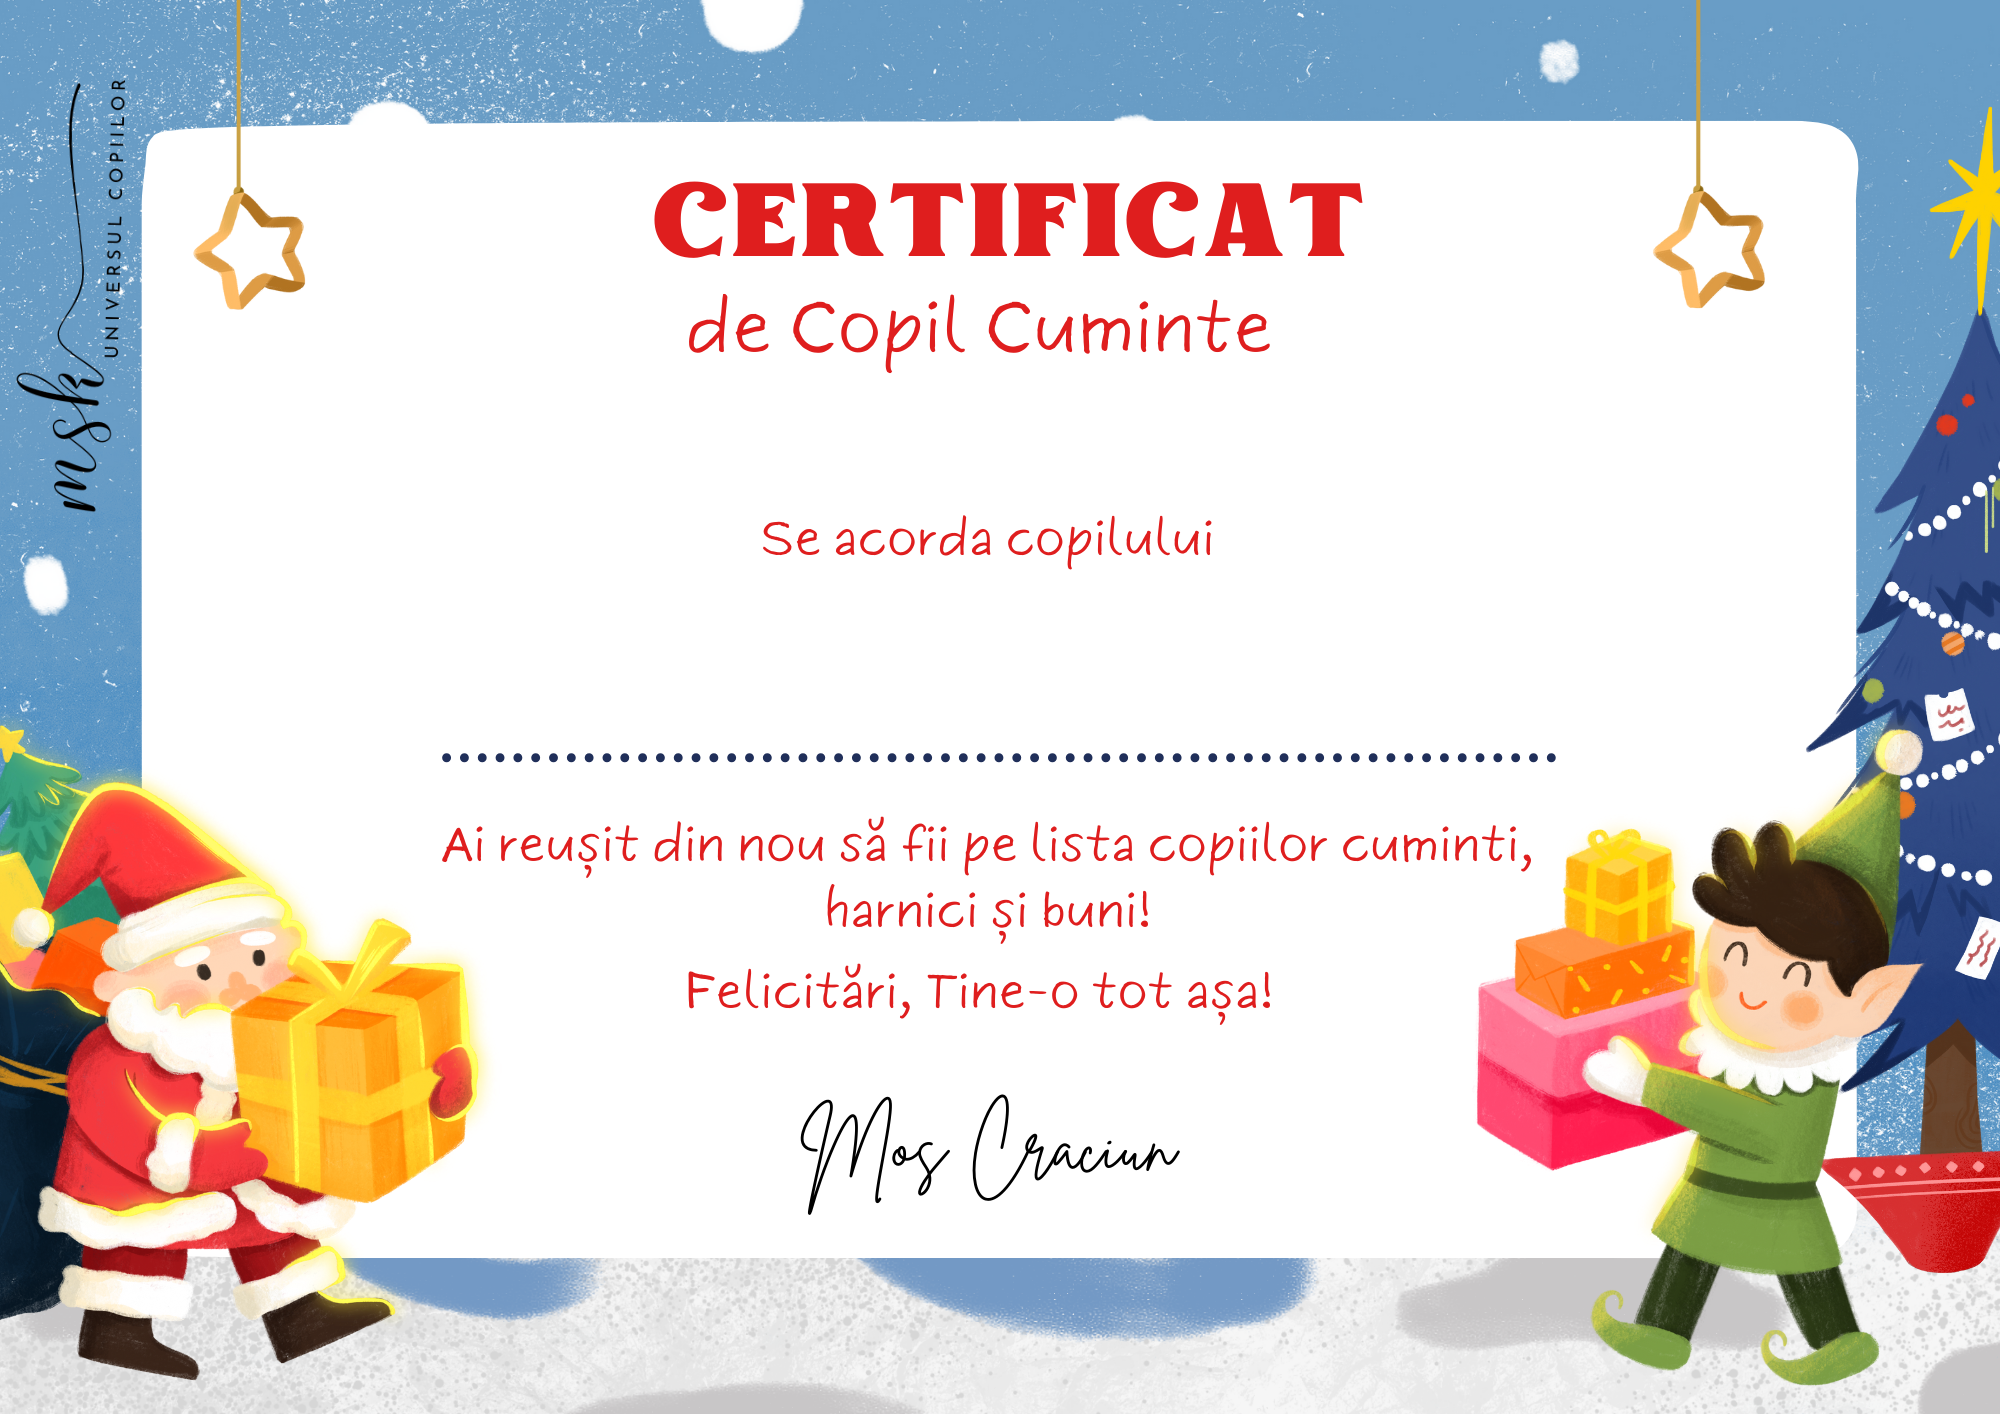 CERTIFICAT
de Copil Cuminte
Se acorda copilului
Ai reușit din nou să fii pe lista copiilor cuminti,
harnici și buni!
Felicitări, Tine-o tot așa!
Mos Craciun
msk
UNIVERSUL COPIILOR